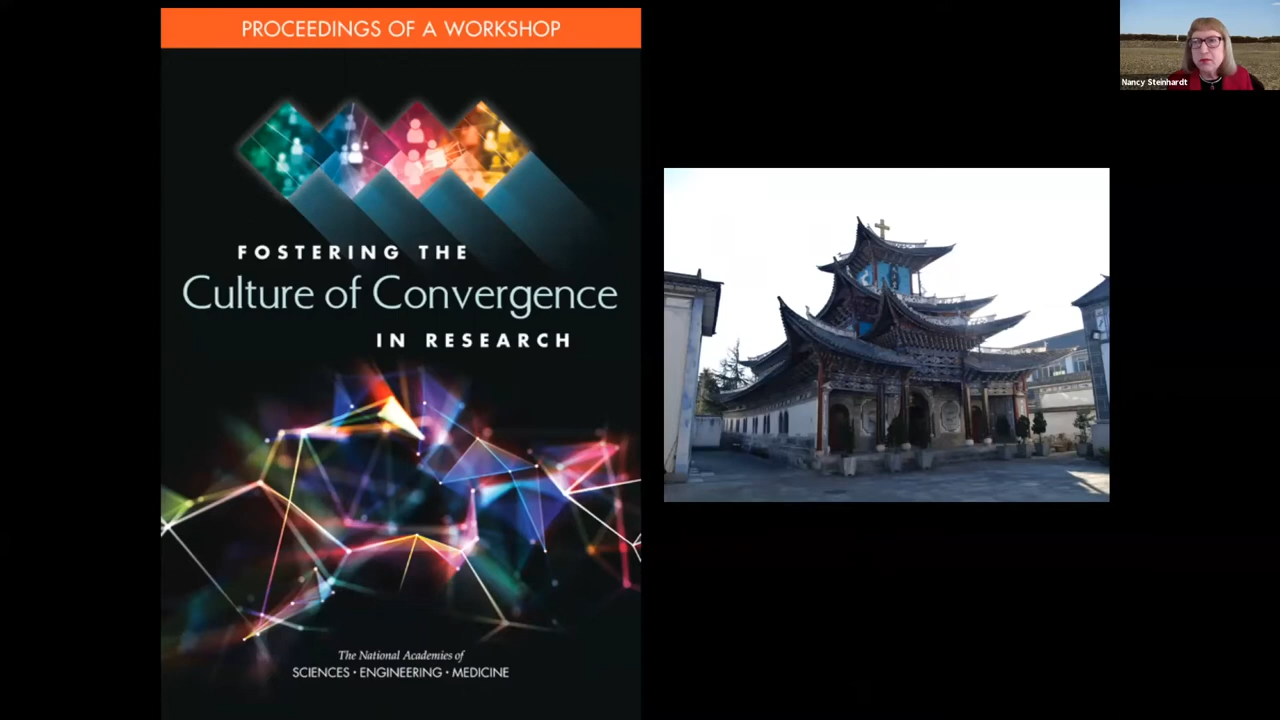 PROCEEDINGS OF A WORKSHOP
FOSTERING THE
Culture of Convergence
IN RESEARCH
The National Academies of
SCIENCES · ENGINEERING · MEDICINE
Nancy Steinhardt